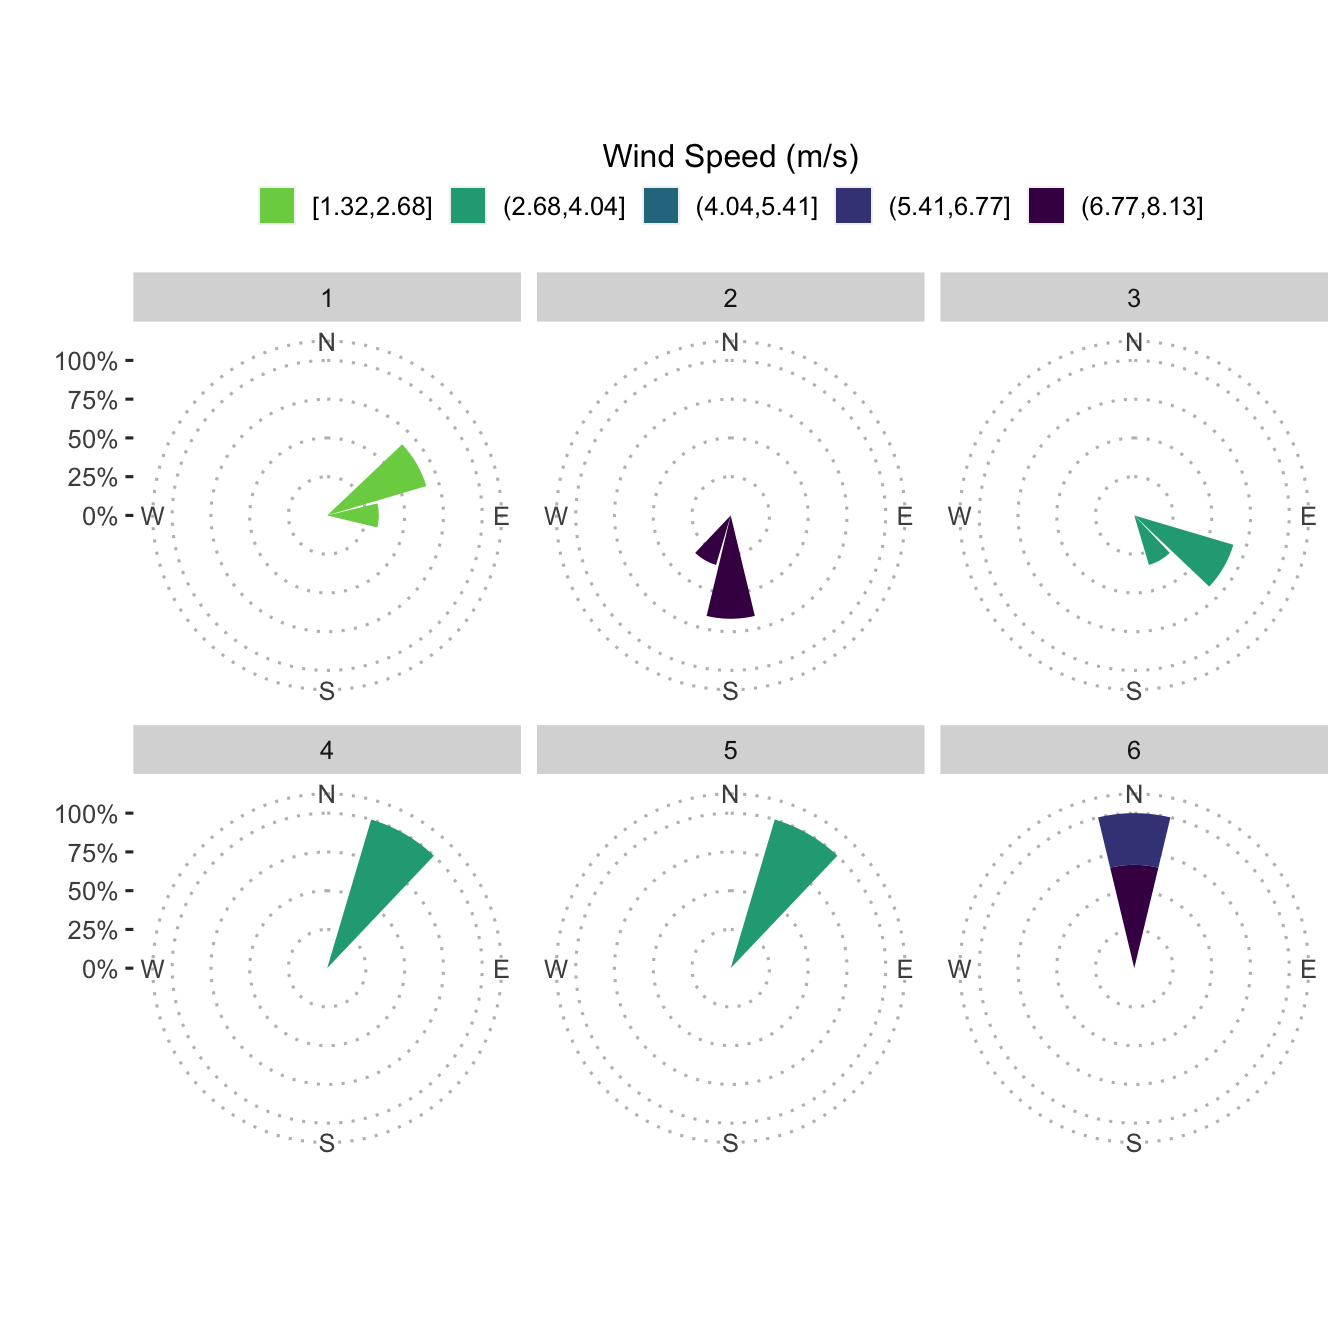 Wind Speed (m/s)
[1.32,2.68] (2.68,4.04] (4.04,5.41] (5.41,6.77] (6.77,8.13]
1 2 3
N N N
100%
75%
50%
25%
0% W E W E W E
S S S
4 5 6
N N N
100%
75%
50%
25%
0% W E W E W E
S S S